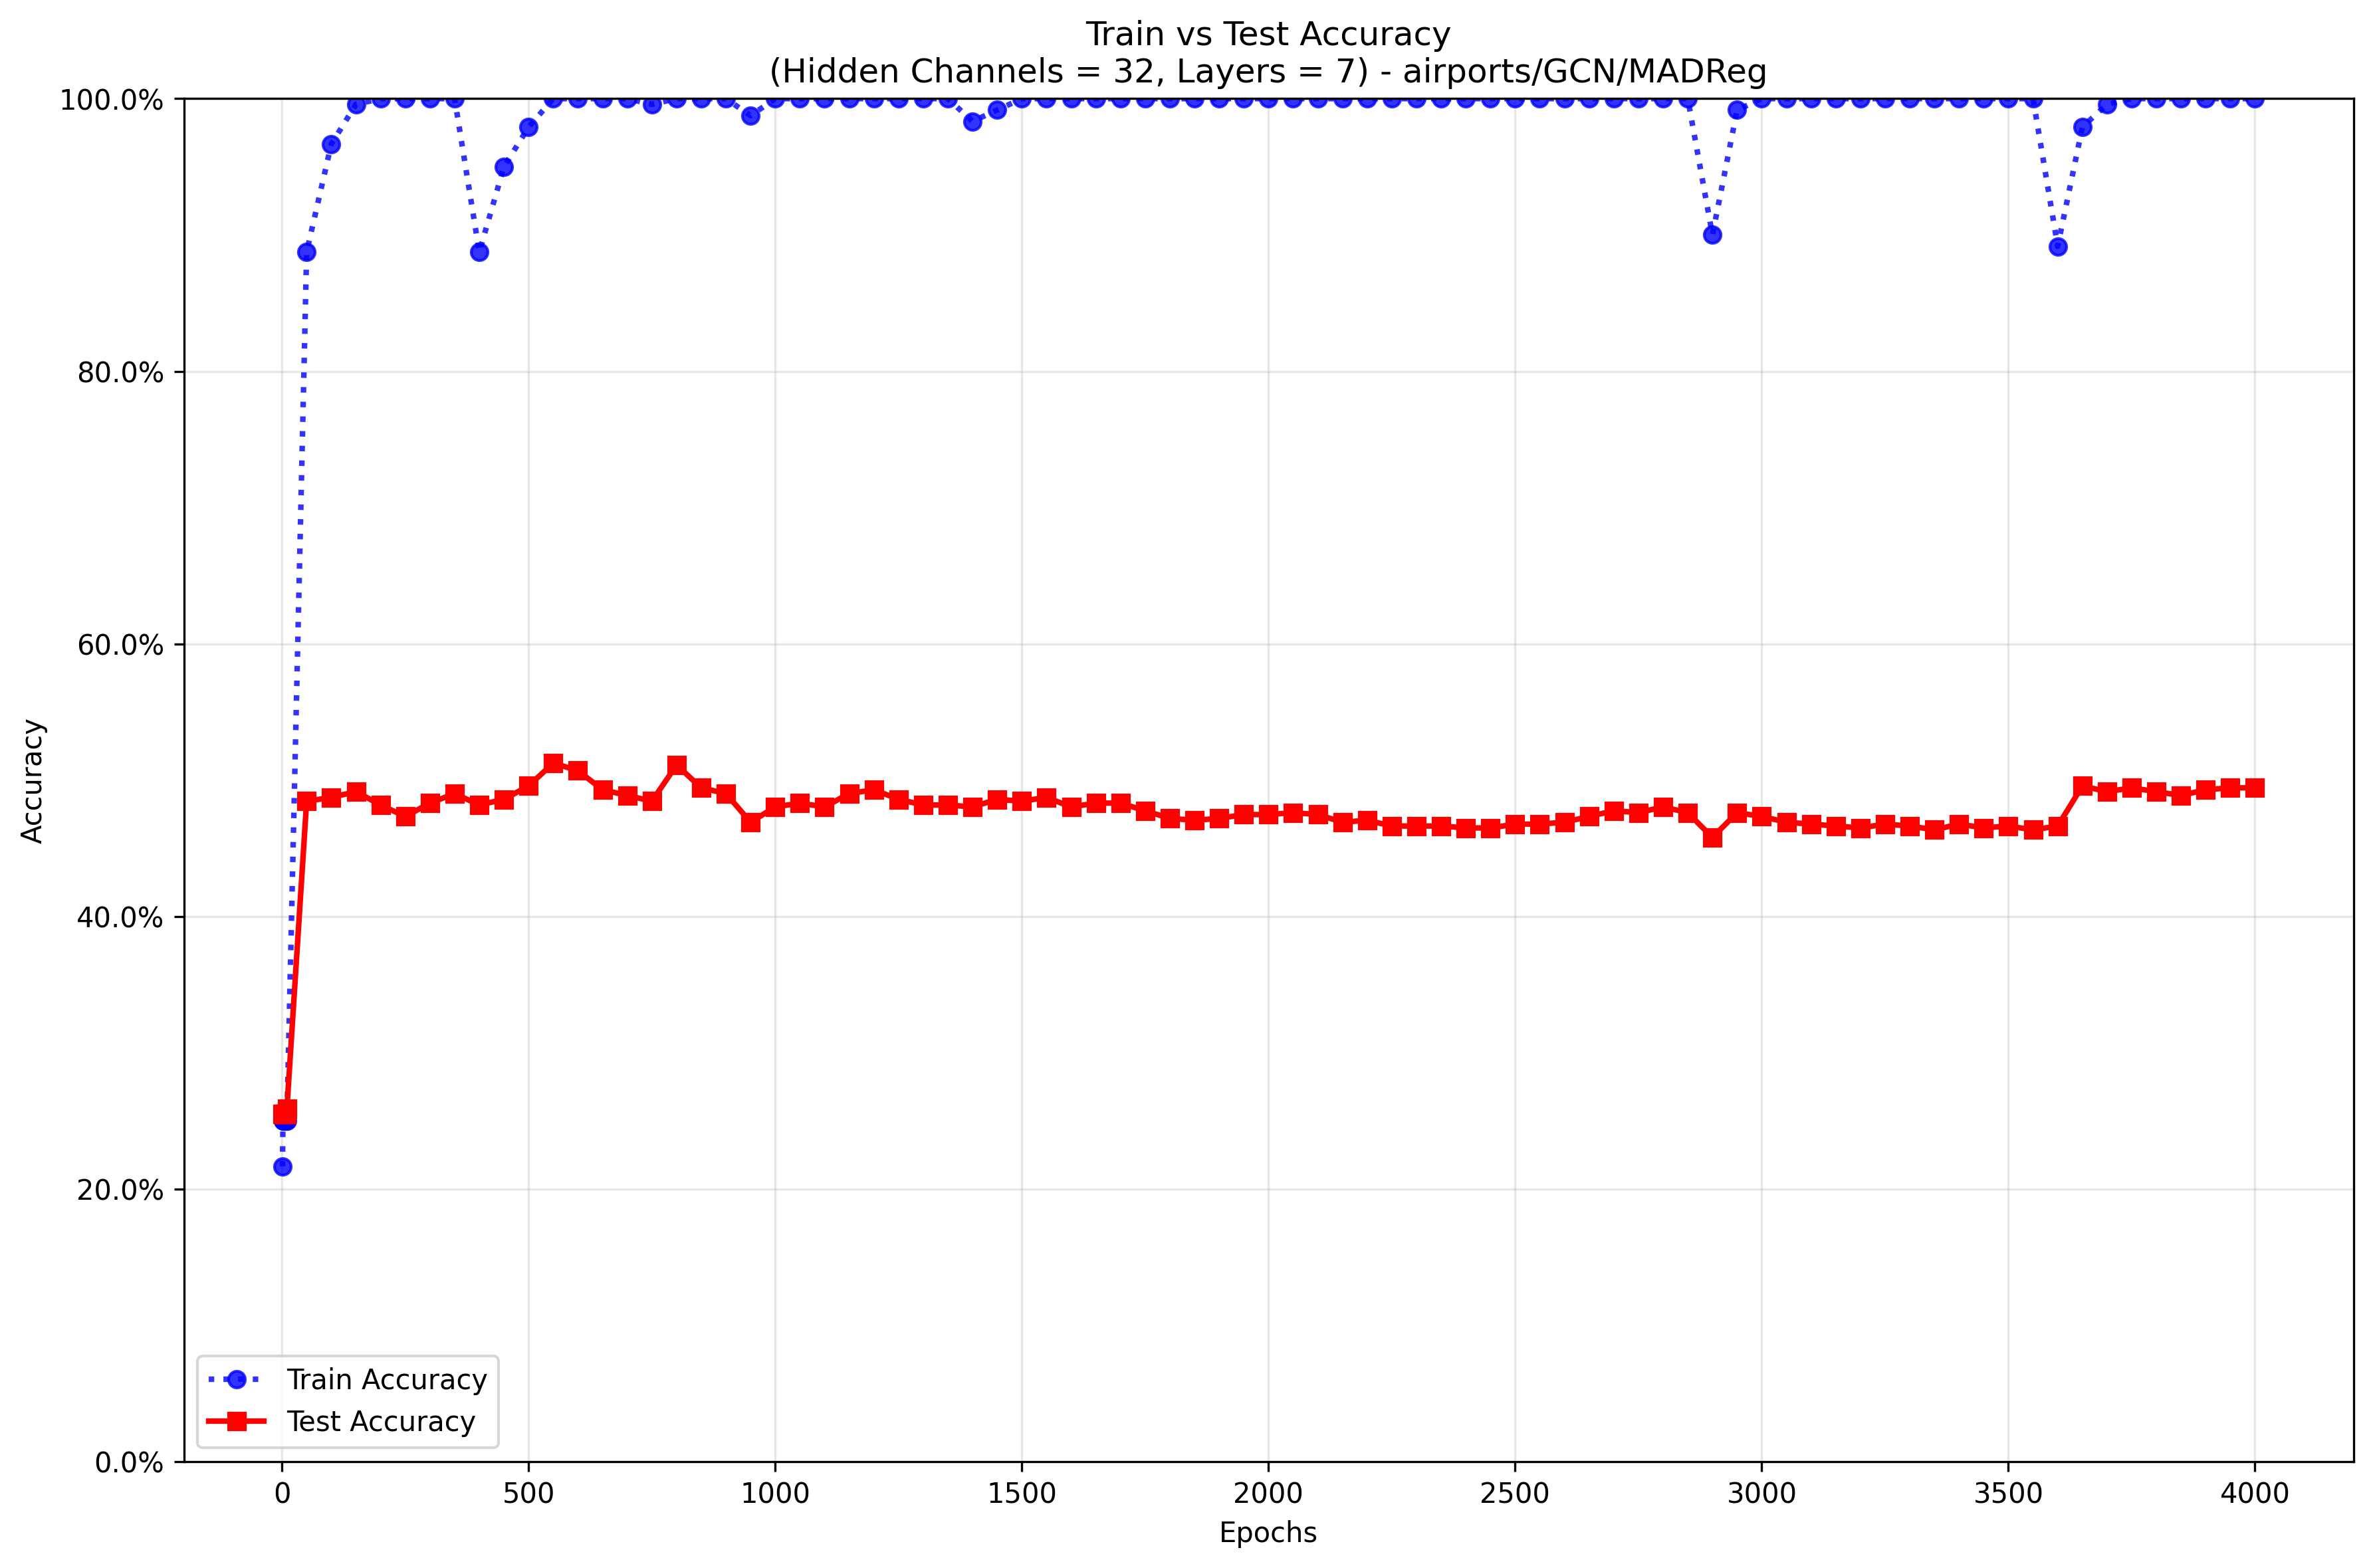 Train vs Test Accuracy
(Hidden Channels = 32, Layers = 7) - airports/GCN/MADReg
100.0%
80.0%
60.0%
40.0%
20.0%
0.0%
Accuracy
Train Accuracy
Test Accuracy
0 500 1000 1500 2000 2500 3000 3500 4000
Epochs